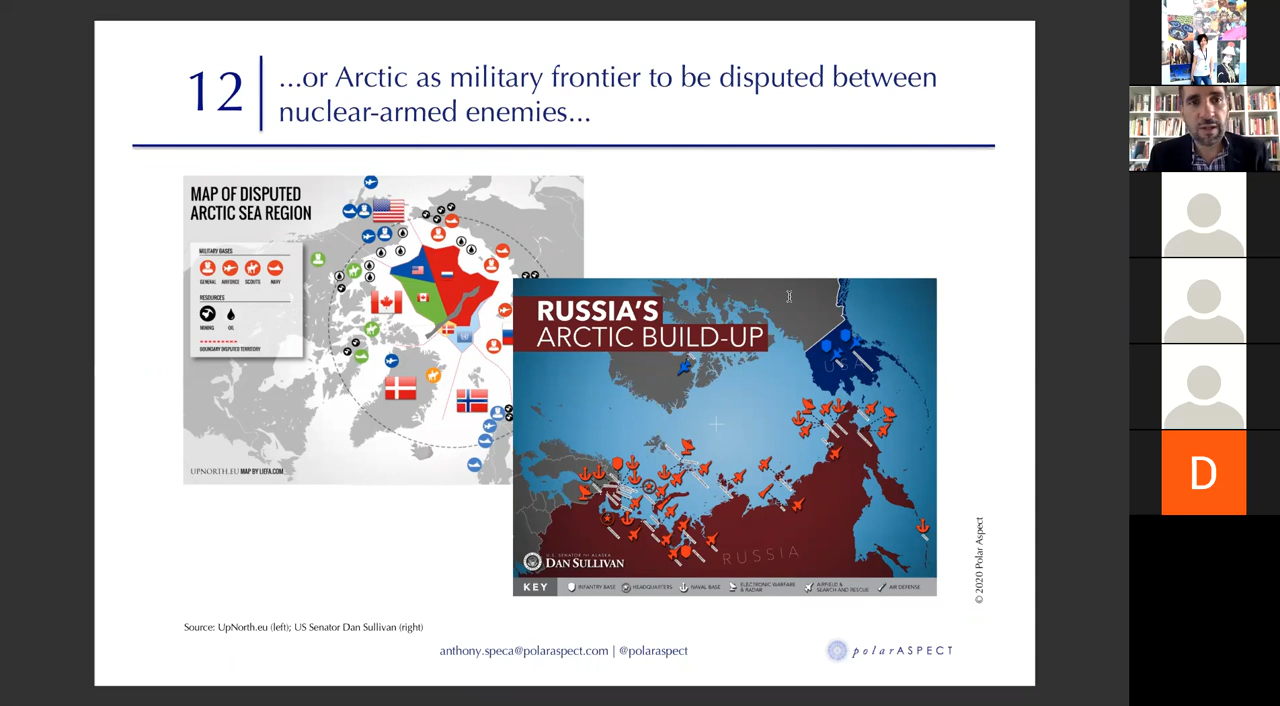 12
...or Arctic as military frontier to be disputed between
nuclear-armed enemies...
MAP OF DISPUTED
ARCTIC SEA REGION
MILITARY BASES
GENERAL AIRFORCE SCOUTS NAVY
RESOURCES
MINING OIL
BOUNDARY DISPUTED TERRITORY
UPNORTH.EU MAP BY LIEFA.COM
RUSSIA'S
ARCTIC BUILD-UP
USA
RUSSIA
U.S. SENATOR FOR ALASKA
DAN SULLIVAN
KEY INFANTRY BASE HEADQUARTERS NAVAL BASE ELECTRONIC WARFARE & RADAR AIRFIELD & SEARCH AND RESCUE AIR DEFENSE
© 2020 Polar Aspect
Source: UpNorth.eu (left); US Senator Dan Sullivan (right)
anthony.speca@polaraspect.com | @polaraspect
polarASPECT
D